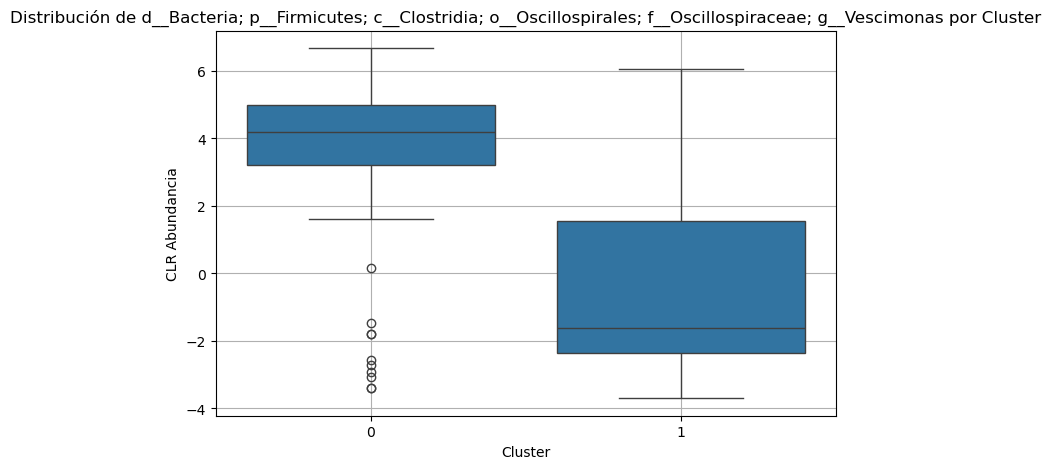 Distribución de d__Bacteria; p__Firmicutes; c__Clostridia; o__Oscillospirales; f__Oscillospiraceae; g__Vescimonas por Cluster
CLR Abundancia
6
4
2
0
−2
−4
0
1
Cluster